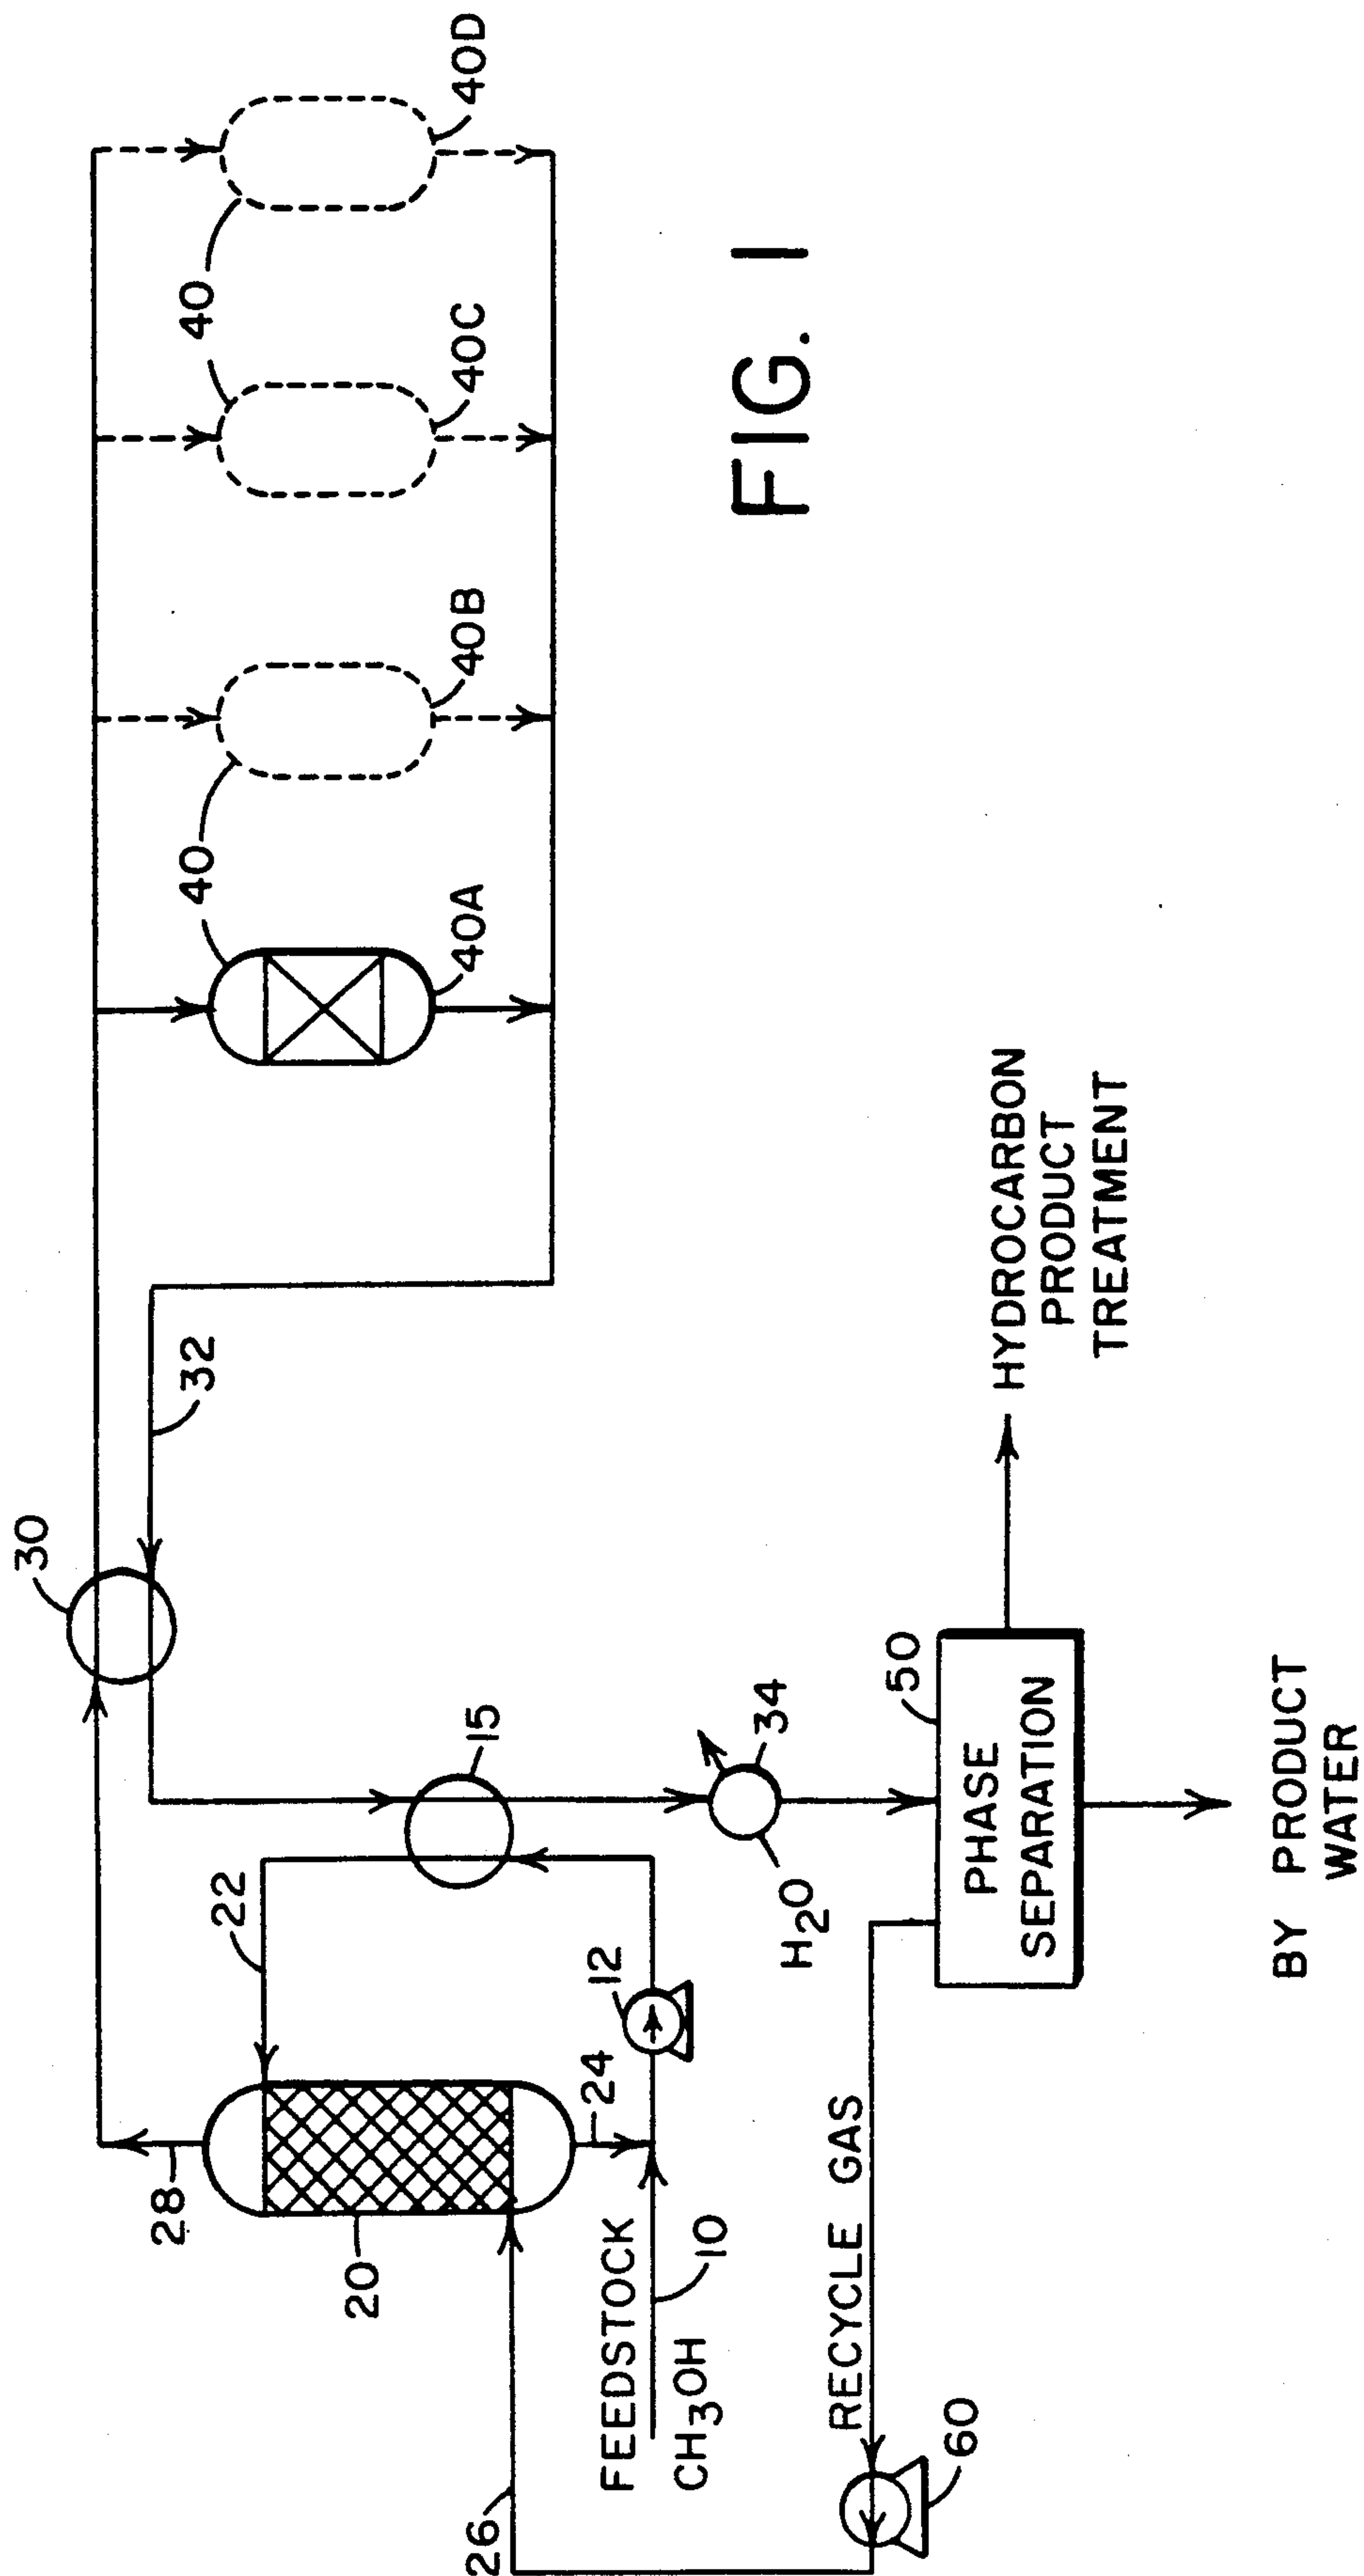 30
32
40
40
40
40A
40B
40C
40D
28
22
15
20
24
12
26
FEEDSTOCK
CH3OH
10
H2O
34
50
PHASE
SEPARATION
RECYCLE GAS
60
HYDROCARBON
PRODUCT
TREATMENT
BY PRODUCT
WATER
FIG. 1